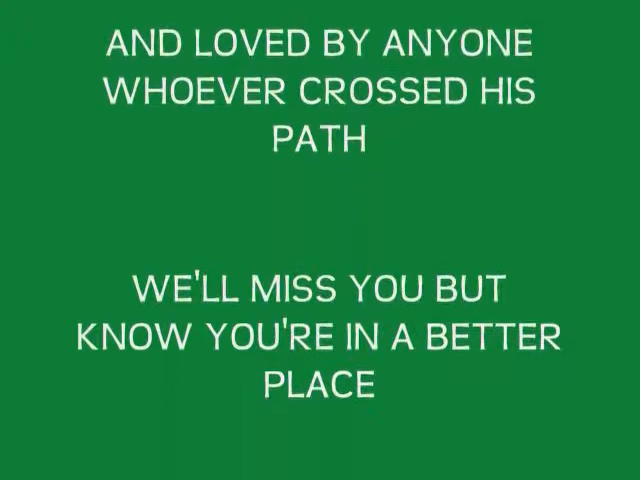 AND LOVED BY ANYONE
WHOEVER CROSSED HIS
PATH
WE'LL MISS YOU BUT
KNOW YOU'RE IN A BETTER
PLACE